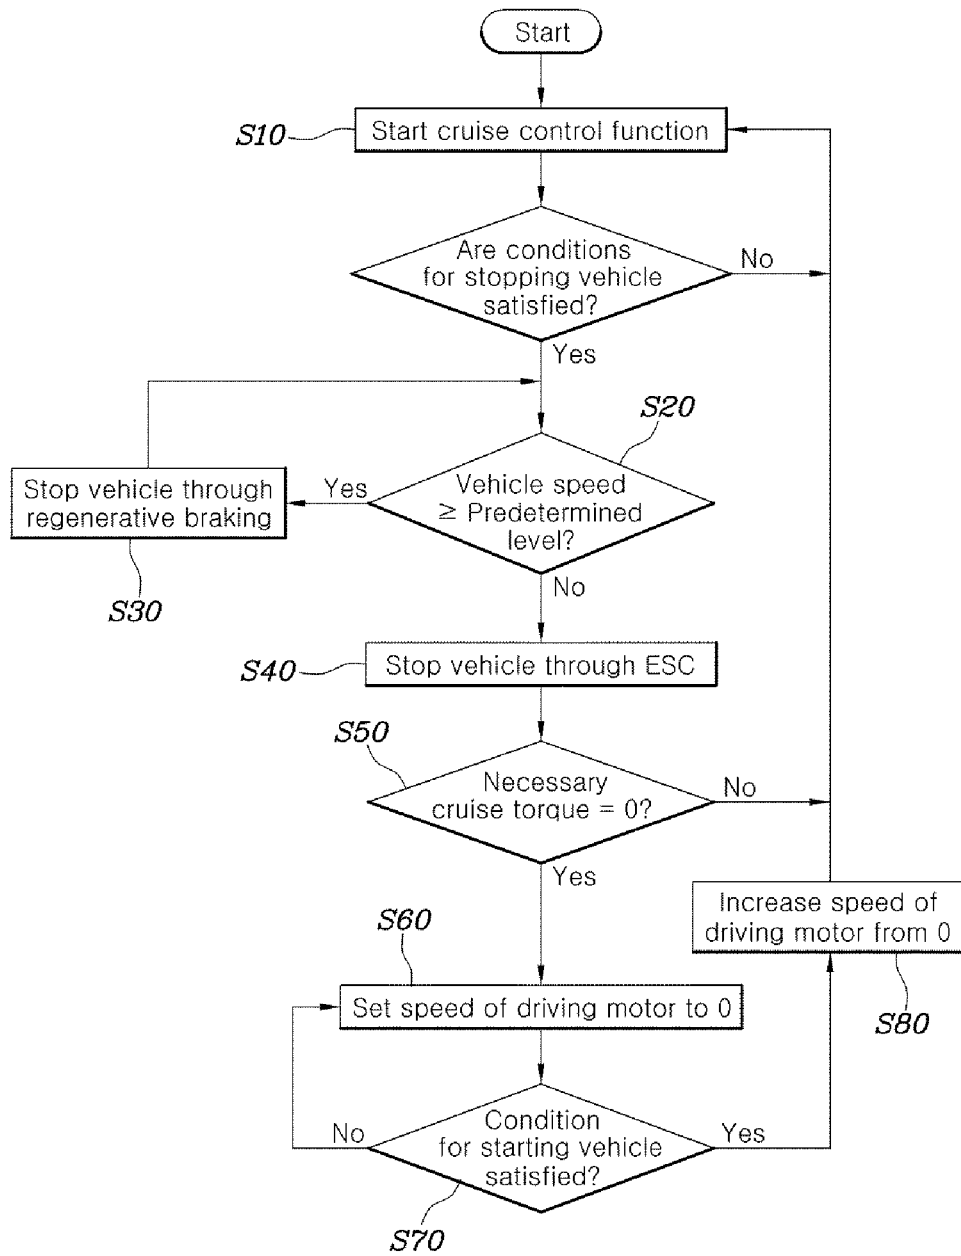 Start
S10
Start cruise control function
Are conditions
for stopping vehicle
satisfied?
No
Yes
S20
Vehicle speed
≥ Predetermined
level?
Yes
Stop vehicle through
regenerative braking
S30
No
S40
Stop vehicle through ESC
S50
Necessary
cruise torque = 0?
No
Yes
Increase speed of
driving motor from 0
S80
S60
Set speed of driving motor to 0
Condition
for starting vehicle
satisfied?
No
Yes
S70